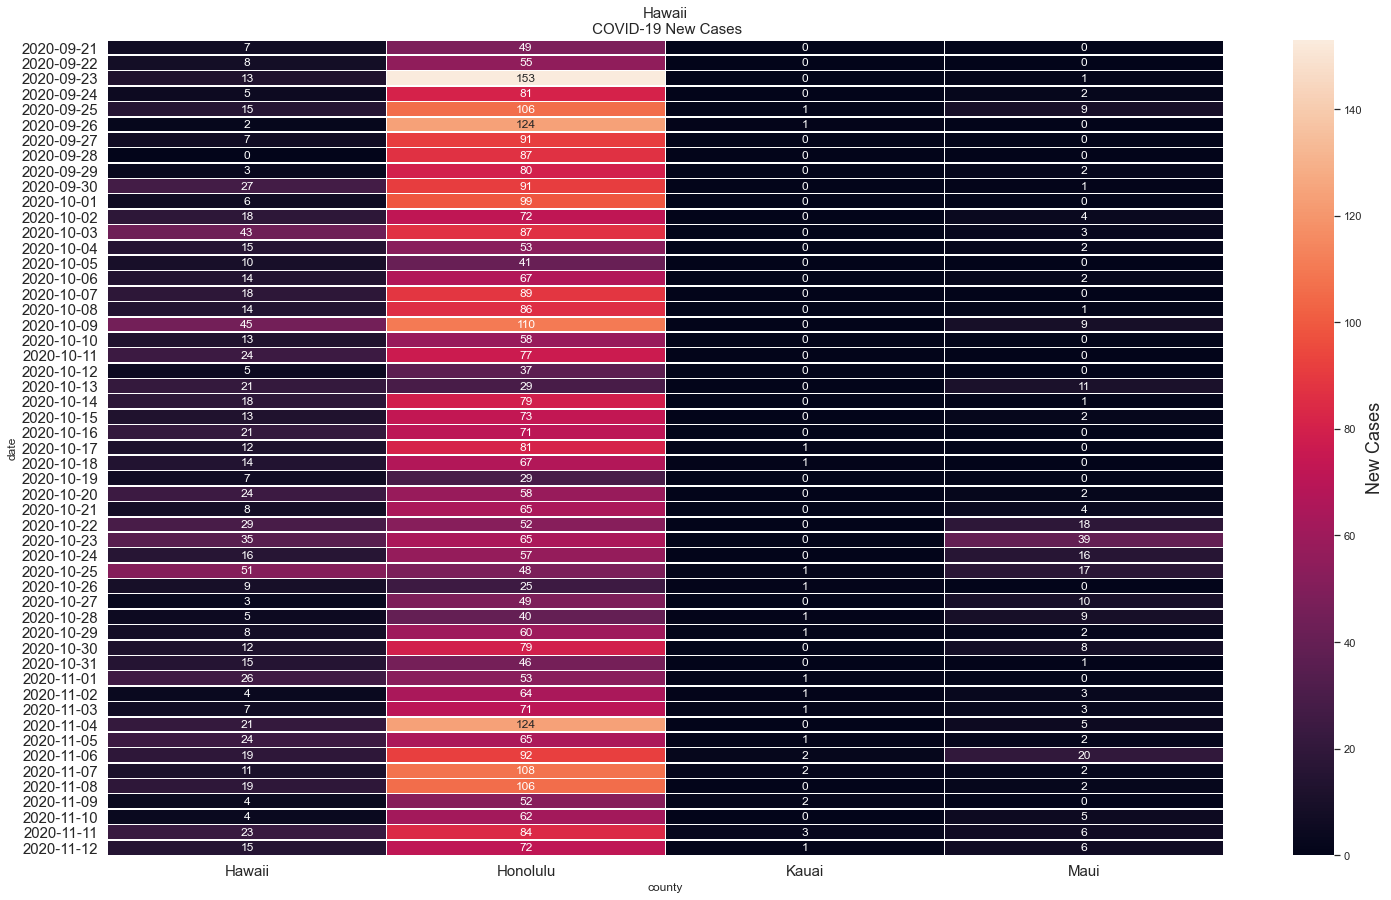 Hawaii
COVID-19 New Cases
2020-09-21 7 49 0 0
2020-09-22 8 55 0 0
2020-09-23 13 153 0 1
2020-09-24 5 81 0 2
2020-09-25 15 106 1 9
2020-09-26 2 124 1 0
2020-09-27 7 91 0 0
2020-09-28 0 87 0 0
2020-09-29 3 80 0 2
2020-09-30 27 91 0 1
2020-10-01 6 99 0 0
2020-10-02 18 72 0 4
2020-10-03 43 87 0 3
2020-10-04 15 53 0 2
2020-10-05 10 41 0 0
2020-10-06 14 67 0 2
2020-10-07 18 89 0 0
2020-10-08 14 86 0 1
2020-10-09 45 110 0 9
2020-10-10 13 58 0 0
2020-10-11 24 77 0 0
2020-10-12 5 37 0 0
2020-10-13 21 29 0 11
2020-10-14 18 79 0 1
2020-10-15 13 73 0 2
2020-10-16 21 71 0 0
2020-10-17 12 81 1 0
2020-10-18 14 67 1 0
2020-10-19 7 29 0 0
2020-10-20 24 58 0 2
2020-10-21 8 65 0 4
2020-10-22 29 52 0 18
2020-10-23 35 65 0 39
2020-10-24 16 57 0 16
2020-10-25 51 48 1 17
2020-10-26 9 25 1 0
2020-10-27 3 49 0 10
2020-10-28 5 40 1 9
2020-10-29 8 60 1 2
2020-10-30 12 79 0 8
2020-10-31 15 46 0 1
2020-11-01 26 53 1 0
2020-11-02 4 64 1 3
2020-11-03 7 71 1 3
2020-11-04 21 124 0 5
2020-11-05 24 65 1 2
2020-11-06 19 92 2 20
2020-11-07 11 108 2 2
2020-11-08 19 106 0 2
2020-11-09 4 52 2 0
2020-11-10 4 62 0 5
2020-11-11 23 84 3 6
2020-11-12 15 72 1 6
Hawaii Honolulu Kauai Maui
county
date
140
120
100
80
60
40
20
0
New Cases